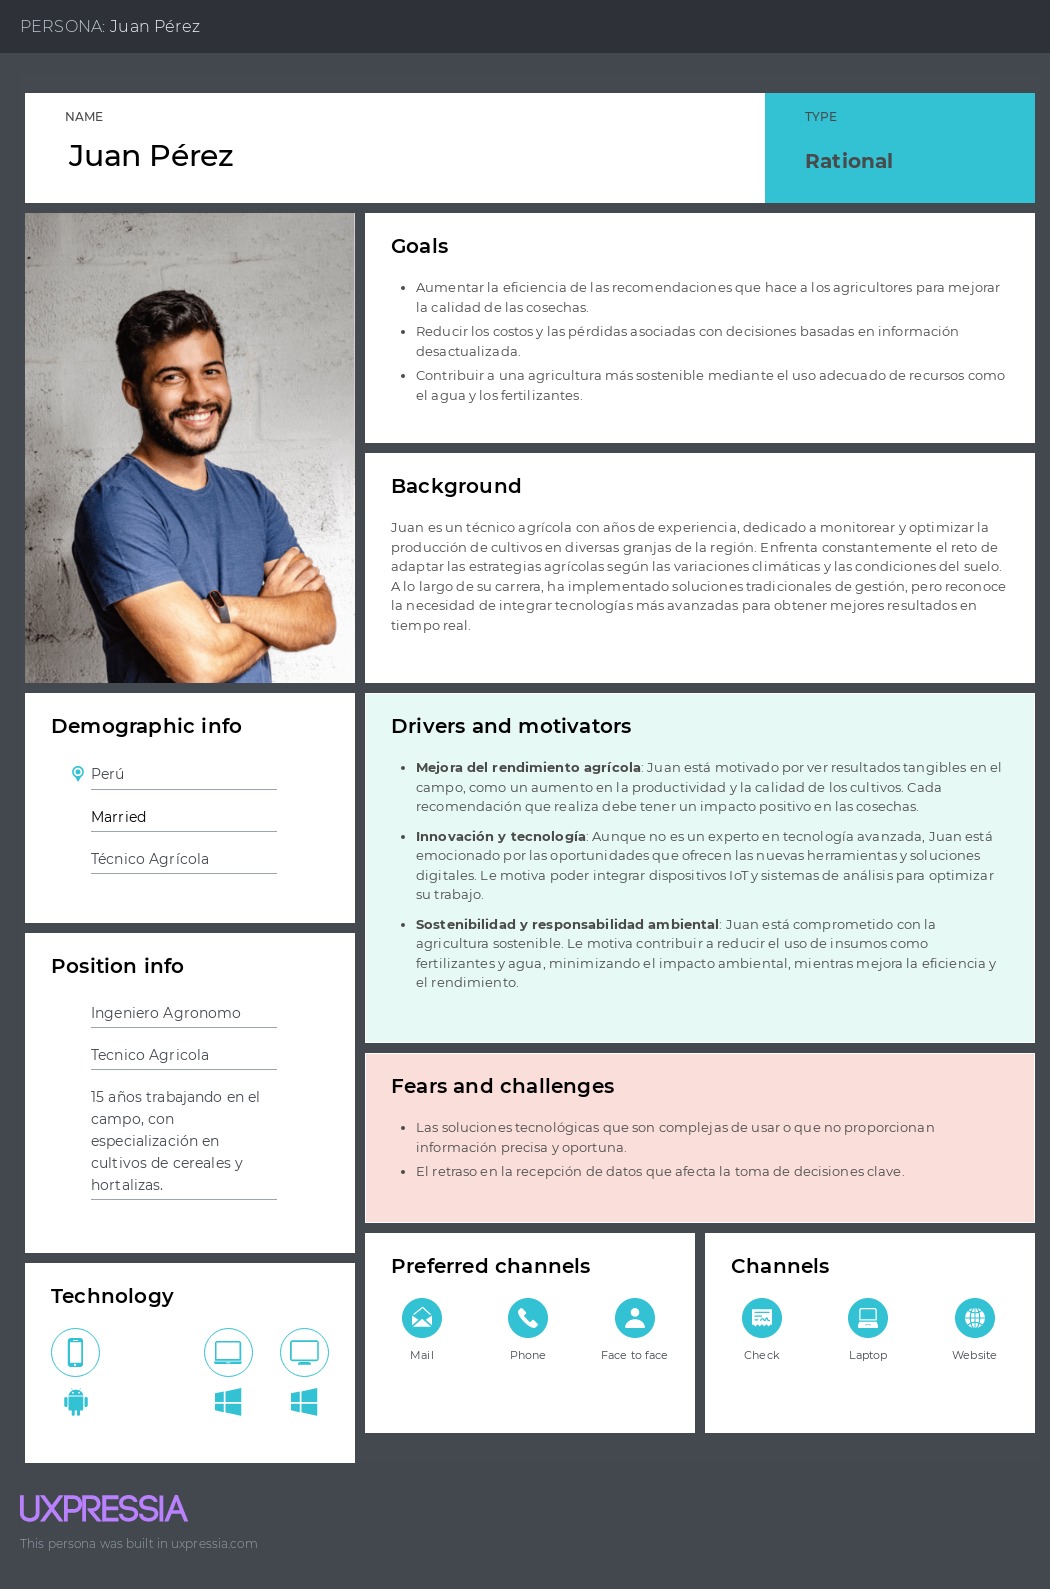 PERSONA: Juan Pérez
NAME
Juan Pérez
TYPE
Rational
Goals
Aumentar la eficiencia de las recomendaciones que hace a los agricultores para mejorar
la calidad de las cosechas.
Reducir los costos y las pérdidas asociadas con decisiones basadas en información
desactualizada.
Contribuir a una agricultura más sostenible mediante el uso adecuado de recursos como
el agua y los fertilizantes.
Background
Juan es un técnico agrícola con años de experiencia, dedicado a monitorear y optimizar la
producción de cultivos en diversas granjas de la región. Enfrenta constantemente el reto de
adaptar las estrategias agrícolas según las variaciones climáticas y las condiciones del suelo.
A lo largo de su carrera, ha implementado soluciones tradicionales de gestión, pero reconoce
la necesidad de integrar tecnologías más avanzadas para obtener mejores resultados en
tiempo real.
Demographic info
Perú
Married
Técnico Agrícola
Drivers and motivators
Mejora del rendimiento agrícola: Juan está motivado por ver resultados tangibles en el
campo, como un aumento en la productividad y la calidad de los cultivos. Cada
recomendación que realiza debe tener un impacto positivo en las cosechas.
Innovación y tecnología: Aunque no es un experto en tecnología avanzada, Juan está
emocionado por las oportunidades que ofrecen las nuevas herramientas y soluciones
digitales. Le motiva poder integrar dispositivos IoT y sistemas de análisis para optimizar
su trabajo.
Sostenibilidad y responsabilidad ambiental: Juan está comprometido con la
agricultura sostenible. Le motiva contribuir a reducir el uso de insumos como
fertilizantes y agua, minimizando el impacto ambiental, mientras mejora la eficiencia y
el rendimiento.
Position info
Ingeniero Agronomo
Tecnico Agricola
15 años trabajando en el
campo, con
especialización en
cultivos de cereales y
hortalizas.
Fears and challenges
Las soluciones tecnológicas que son complejas de usar o que no proporcionan
información precisa y oportuna.
El retraso en la recepción de datos que afecta la toma de decisiones clave.
Technology
Preferred channels
Mail
Phone
Face to face
Channels
Check
Laptop
Website
UXPRESSIA
This persona was built in uxpressia.com